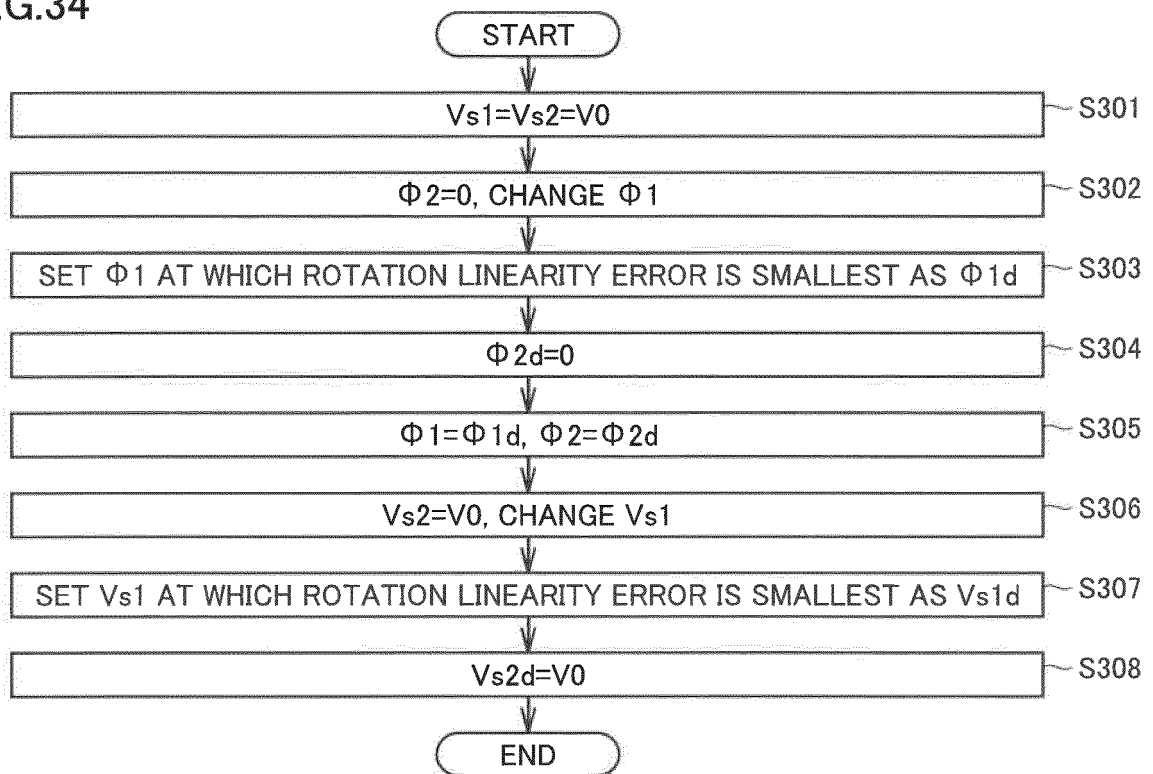 G.34
START
Vs1=Vs2=V0
S301
Φ2=0, CHANGE Φ1
S302
SET Φ1 AT WHICH ROTATION LINEARITY ERROR IS SMALLEST AS Φ1d
S303
Φ2d=0
S304
Φ1=Φ1d, Φ2=Φ2d
S305
Vs2=V0, CHANGE Vs1
S306
SET Vs1 AT WHICH ROTATION LINEARITY ERROR IS SMALLEST AS Vs1d
S307
Vs2d=V0
S308
END